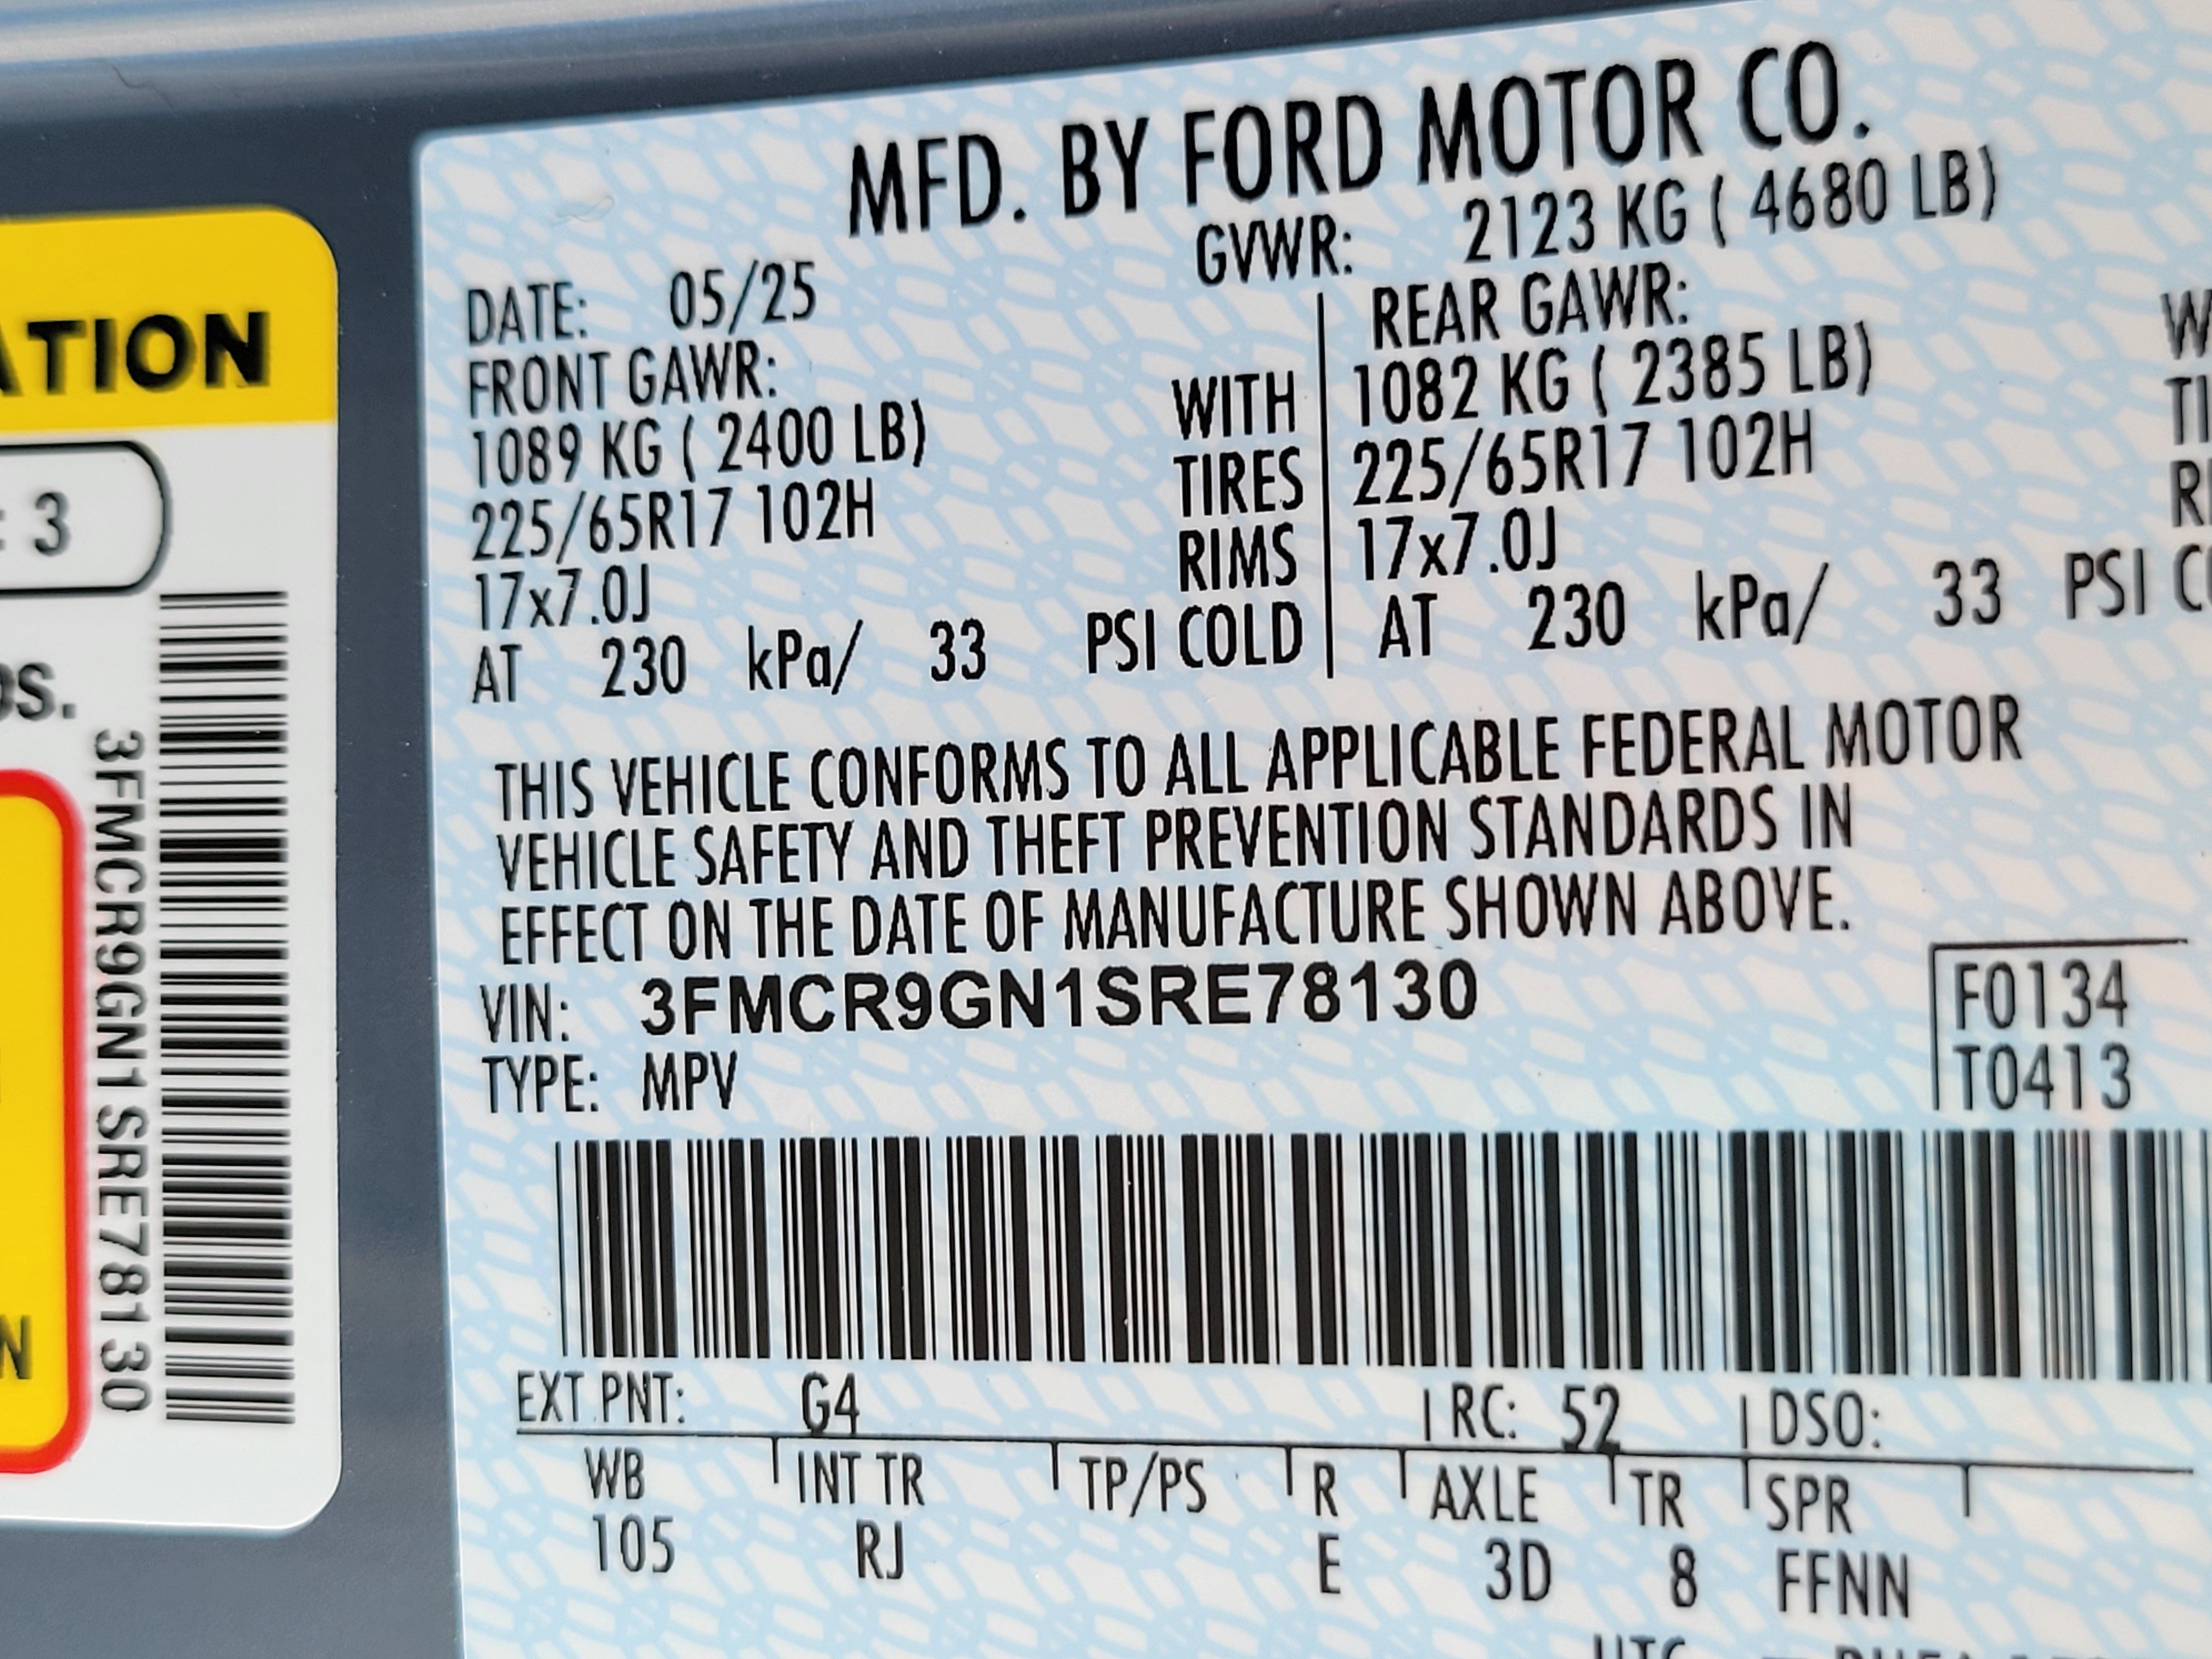 ATION
: 3
3FMCR9GN1SRE78130
N
MFD. BY FORD MOTOR CO.
DATE: 05/25 GVWR: 2123 KG ( 4680 LB)
FRONT GAWR: REAR GAWR:
1089 KG ( 2400 LB) WITH 1082 KG ( 2385 LB)
225/65R17 102H TIRES 225/65R17 102H
17x7.0J RIMS 17x7.0J
AT 230 kPa/ 33 PSI COLD AT 230 kPa/ 33 PSI
THIS VEHICLE CONFORMS TO ALL APPLICABLE FEDERAL MOTOR
VEHICLE SAFETY AND THEFT PREVENTION STANDARDS IN
EFFECT ON THE DATE OF MANUFACTURE SHOWN ABOVE.
VIN: 3FMCR9GN1SRE78130 F0134
TYPE: MPV T0413
EXT PNT: G4 RC: 52 DSO:
WB INT TR TP/PS R AXLE TR SPR
105 RJ E 3D 8 FFNN